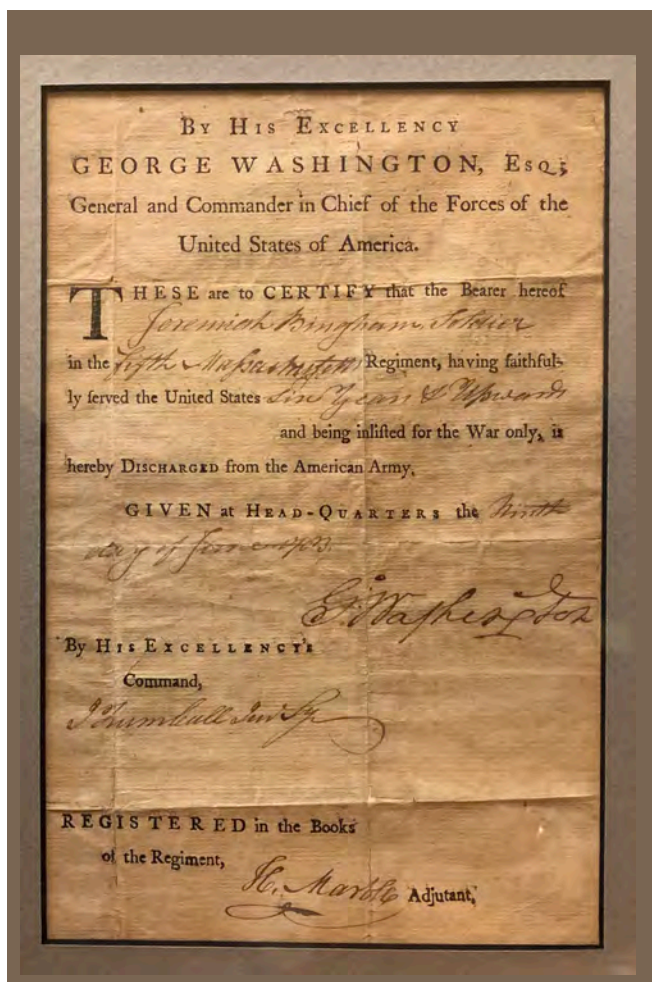 By His Excellency
GEORGE WASHINGTON, Esq;
General and Commander in Chief of the Forces of the
United States of America.
THESE are to CERTIFY that the Bearer hereof
Jeremiah Bingham, Soldier
in the fifth Massachusetts Regiment, having faithful-
ly ſerved the United States Six Years & Upwards
and being inliſted for the War only, is
hereby Discharged from the American Army.
GIVEN at Head-Quarters the Ninth
day of June 1783
Go: Washington
By His Excellency's
Command,
J Trumbull Jun Sy
REGISTERED in the Books
of the Regiment,
H. Marble Adjutant,